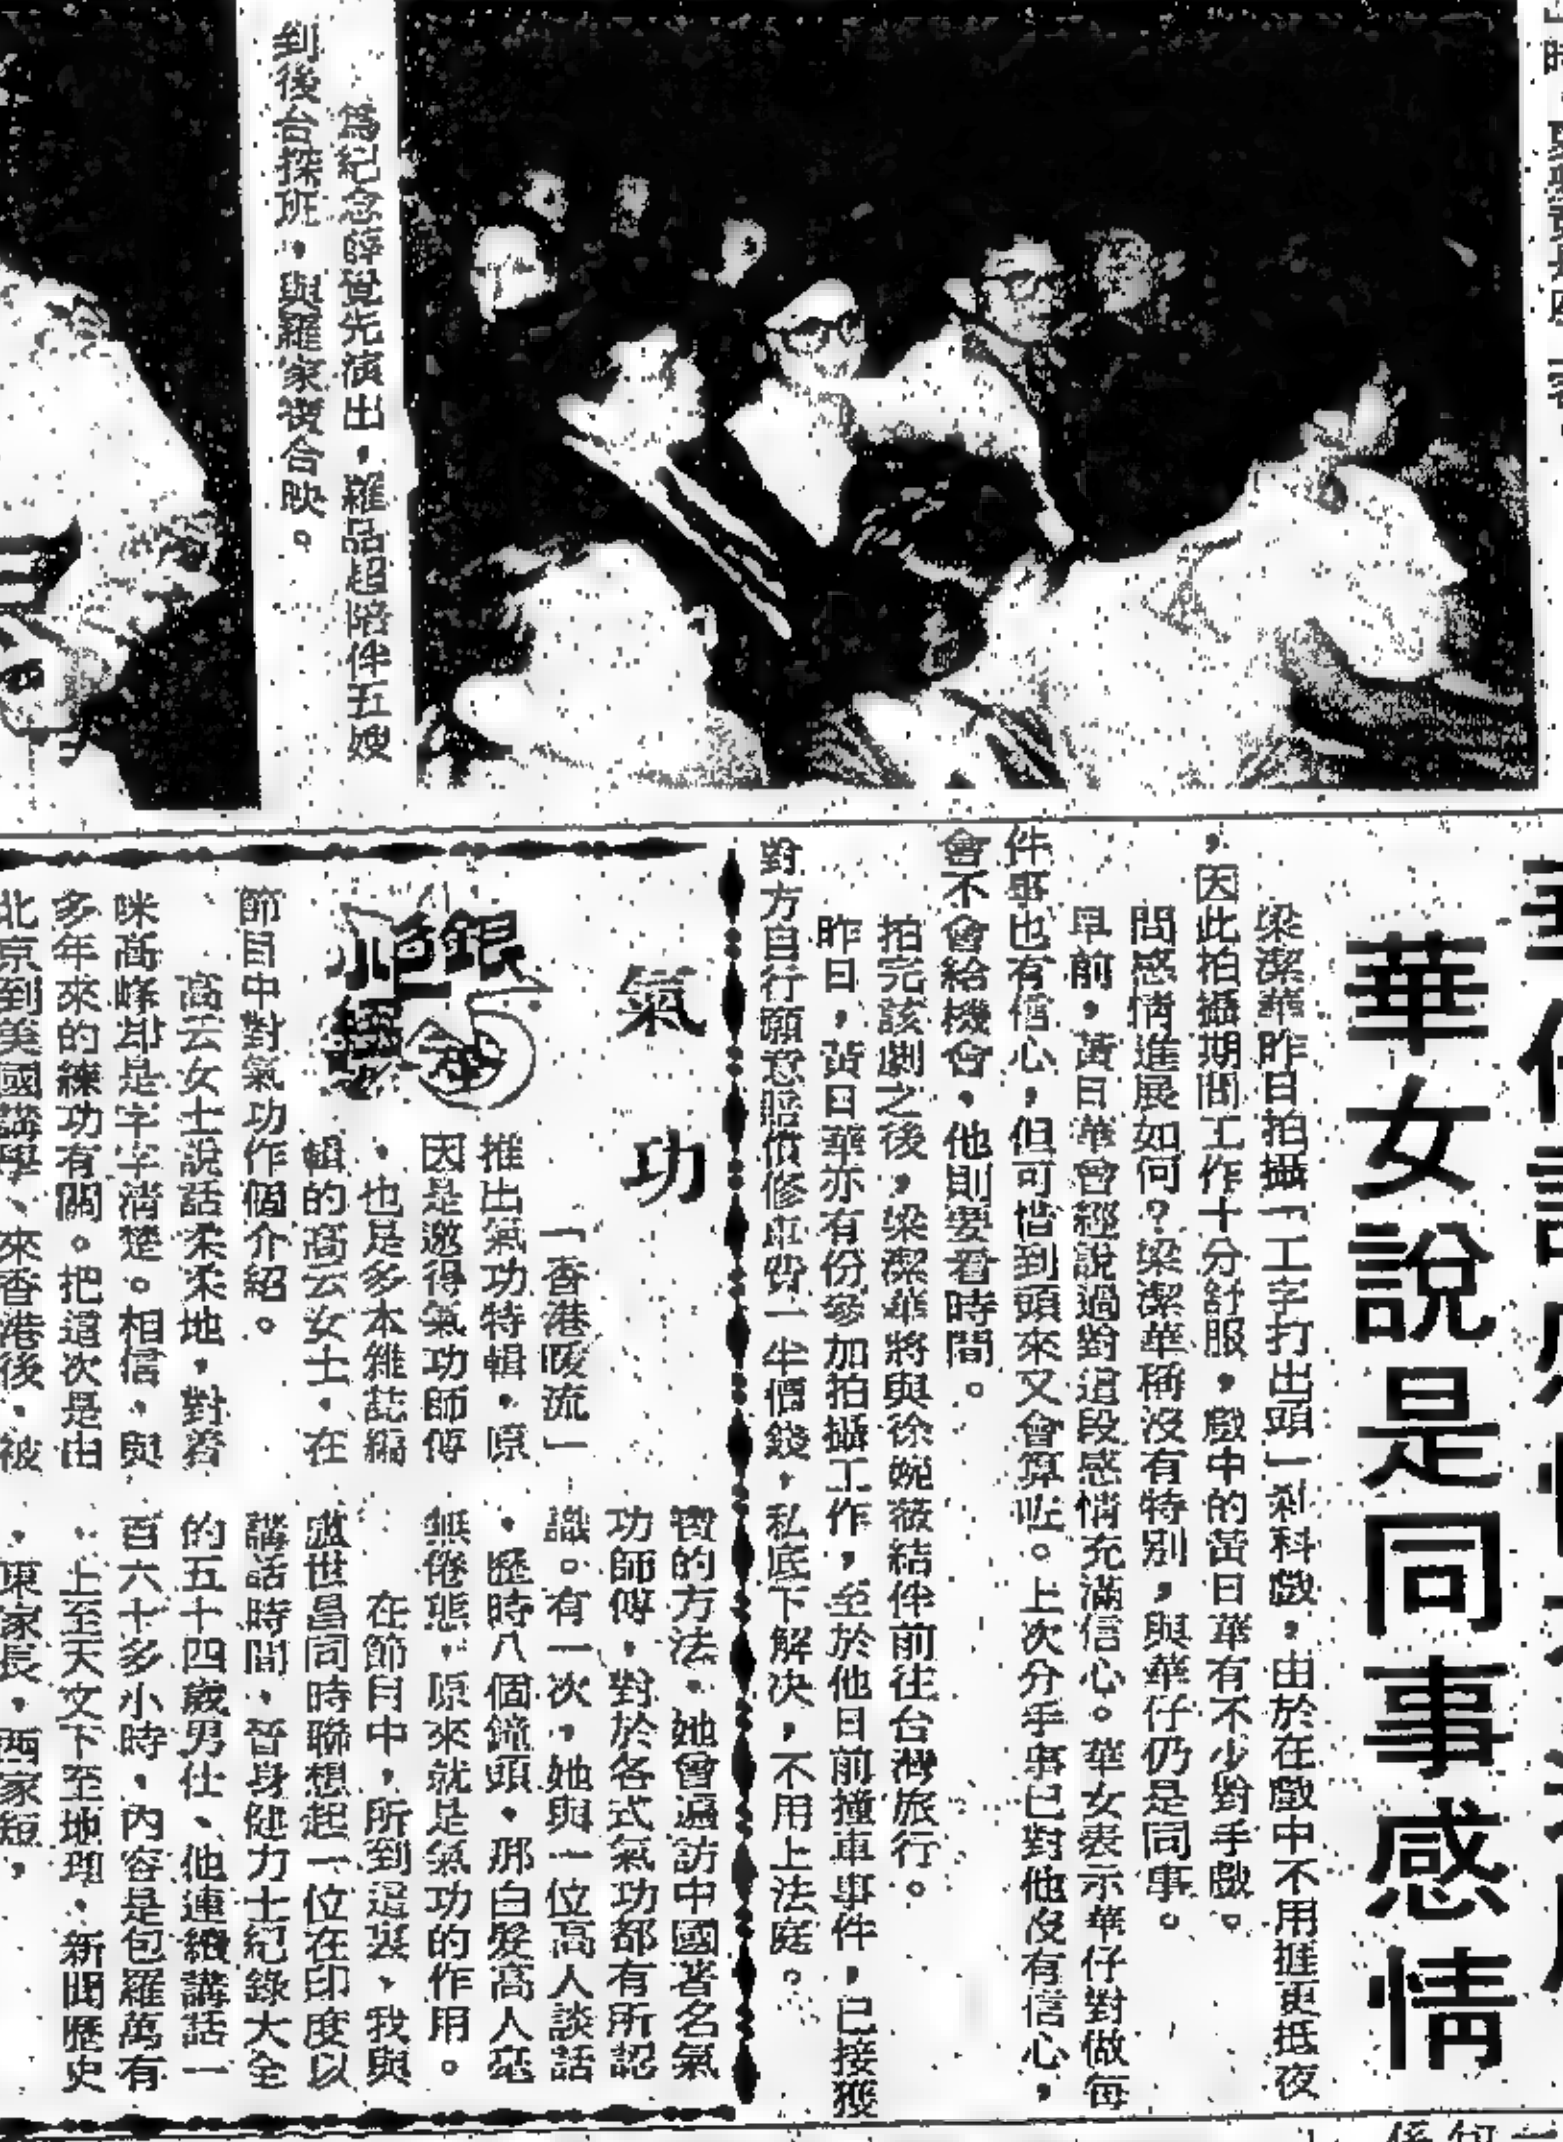 為紀念薛覺先演出，羅品超陪伴五嫂
到後台探班，與羅家寶合映。
華女說是同事感情
梁潔華昨日拍攝「工字打出頭」剎科戲，由於在戲中不用捱更抵夜
，因此拍攝期間工作十分舒服，戲中的黃日華有不少對手戲。
問感情進展如何？梁潔華稱沒有特別，與華仔仍是同事。
早前，黃日華曾經說過對這段感情充滿信心。華女表示華仔對做每
件事也有信心，但可惜到頭來又會算吔。上次分手事已對他沒有信心，
會不會給機會，他則要看時間。
拍完該劇之後，梁潔華將與徐婉薇結伴前往台灣旅行。
昨日，黃日華亦有份參加拍攝工作，至於他日前撞車事件，已接獲
對方自行願意賠償修車費一半價錢，私底下解決，不用上法庭。
氣功
銀色
「香港暖流」
推出氣功特輯，原
因是邀得氣功師傅
，也是多本雜誌編
輯的高云女士，在
節目中對氣功作個介紹。
高云女士說話柔柔地，對着
咪高峰却是字字清楚。相信，與
多年來的練功有關。把這次是由
北京到美國講學、來香港後，被
的方法，她曾遍訪中國著名氣
功師傅，對於各式氣功都有所認
識。有一次，她與一位高人談話
，歷時八個鐘頭，那白髮高人毫
無倦態，原來就是氣功的作用。
在節目中，所到這裏，我與
盧世昌同時聯想起一位在印度以
講話時間，晉身健力士紀錄大全
的五十四歲男仕、他連續講話一
百六十多小時，內容是包羅萬有
，上至天文下至地理，新聞歷史
，東家長，西家短，